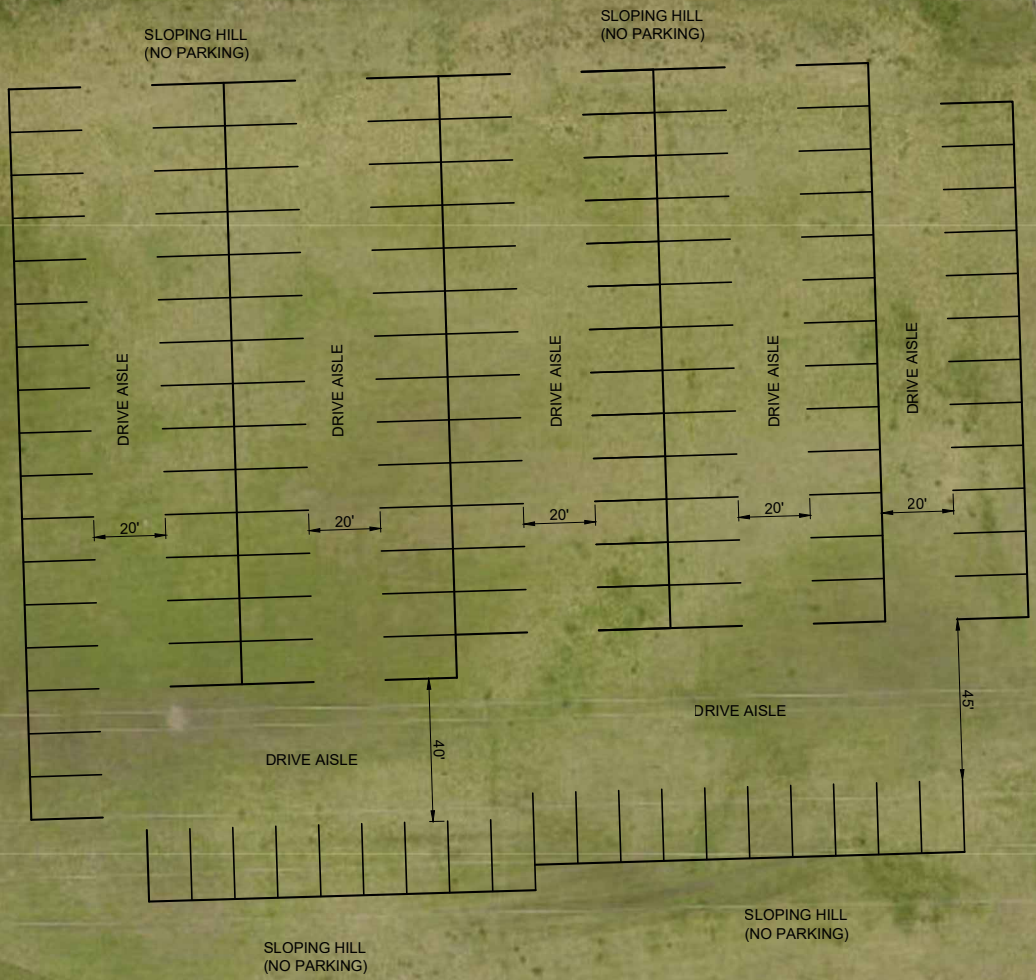 SLOPING HILL
(NO PARKING)
SLOPING HILL
(NO PARKING)
DRIVE AISLE
DRIVE AISLE
DRIVE AISLE
DRIVE AISLE
DRIVE AISLE
20'
20'
20'
20'
20'
40'
45'
DRIVE AISLE
DRIVE AISLE
SLOPING HILL
(NO PARKING)
SLOPING HILL
(NO PARKING)